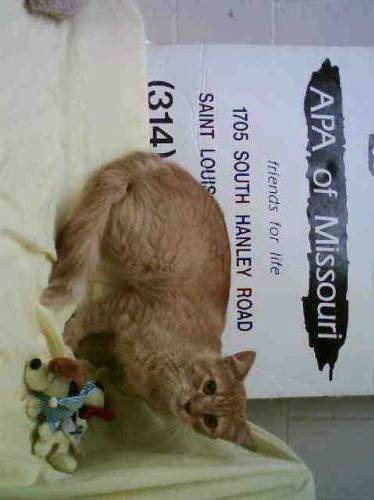 APA of Missouri
friends for life
1705 SOUTH HANLEY ROAD
SAINT LOUIS
(314)